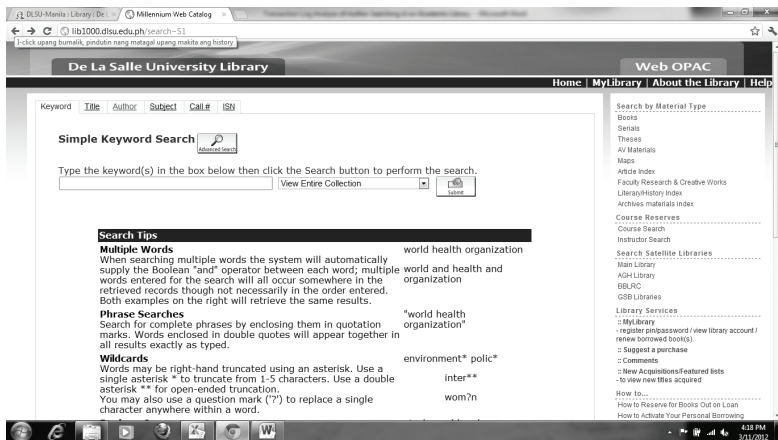 DLSU-Manila : Library : De L
Millennium Web Catalog
Transaction Log Analysis of Author Searching
Microsoft Word
lib1000.dlsu.edu.ph/search~S1
I-click upang bumalik, pindutin nang matagal upang makita ang history
De La Salle University Library
Web OPAC
Home | MyLibrary | About the Library | Help
Keyword Title Author Subject Call # ISN
Simple Keyword Search
Advanced Search
Type the keyword(s) in the box below then click the Search button to perform the search.
View Entire Collection
Submit
Search Tips
Multiple Words world health organization
When searching multiple words the system will automatically
supply the Boolean "and" operator between each word; multiple world and health and
words entered for the search will all occur somewhere in the organization
retrieved records though not necessarily in the order entered.
Both examples on the right will retrieve the same results.
Phrase Searches "world health
Search for complete phrases by enclosing them in quotation organization"
marks. Words enclosed in double quotes will appear together in
all results exactly as typed.
Wildcards environment* polic*
Words may be right-hand truncated using an asterisk. Use a
single asterisk * to truncate from 1-5 characters. Use a double inter**
asterisk ** for open-ended truncation.
You may also use a question mark ('?') to replace a single wom?n
character anywhere within a word.
Search by Material Type
Books
Serials
Theses
AV Materials
Maps
Article Index
Faculty Research & Creative Works
Literary/History Index
Archives materials index
Course Reserves
Course Search
Instructor Search
Search Satellite Libraries
Main Library
AGH Library
BBLRC
GSB Libraries
Library Services
:: MyLibrary
- register pin/password / view library account /
renew borrowed book(s)
:: Suggest a purchase
:: Comments
:: New Acquisitions/Featured lists
- to view new titles acquired
How to...
How to Reserve for Books Out on Loan
How to Activate Your Personal Borrowing
4:18 PM
3/11/2012